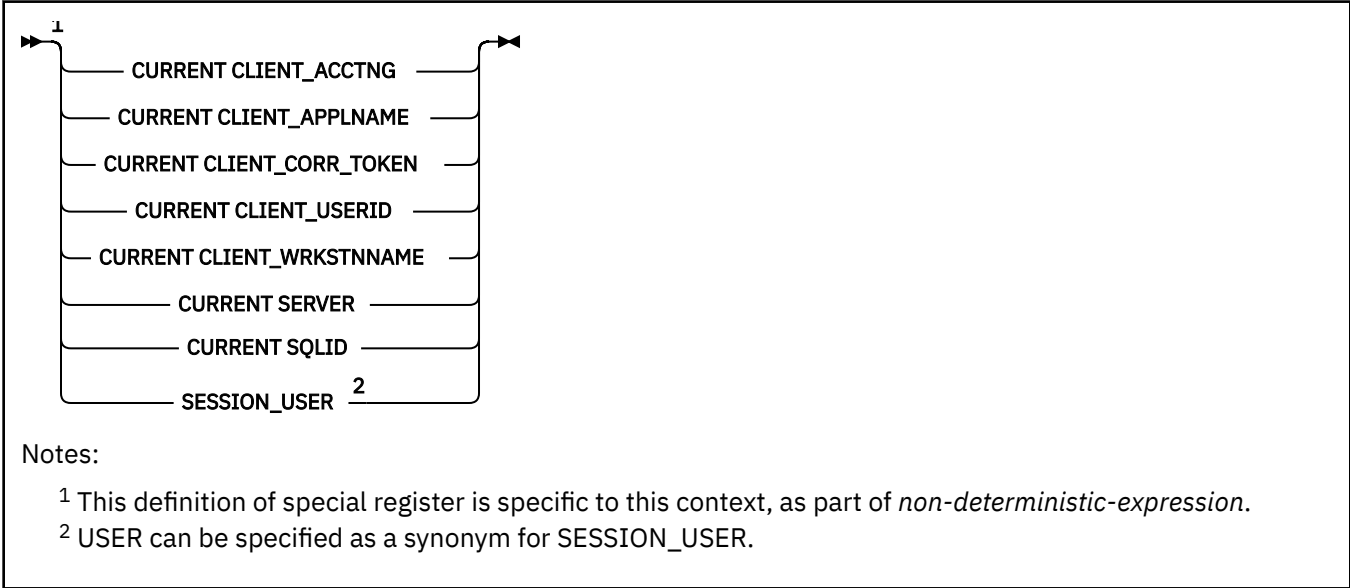 1
CURRENT CLIENT_ACCTNG
CURRENT CLIENT_APPLNAME
CURRENT CLIENT_CORR_TOKEN
CURRENT CLIENT_USERID
CURRENT CLIENT_WRKSTNNAME
CURRENT SERVER
CURRENT SQLID
SESSION_USER 2
Notes:
1 This definition of special register is specific to this context, as part of non-deterministic-expression.
2 USER can be specified as a synonym for SESSION_USER.